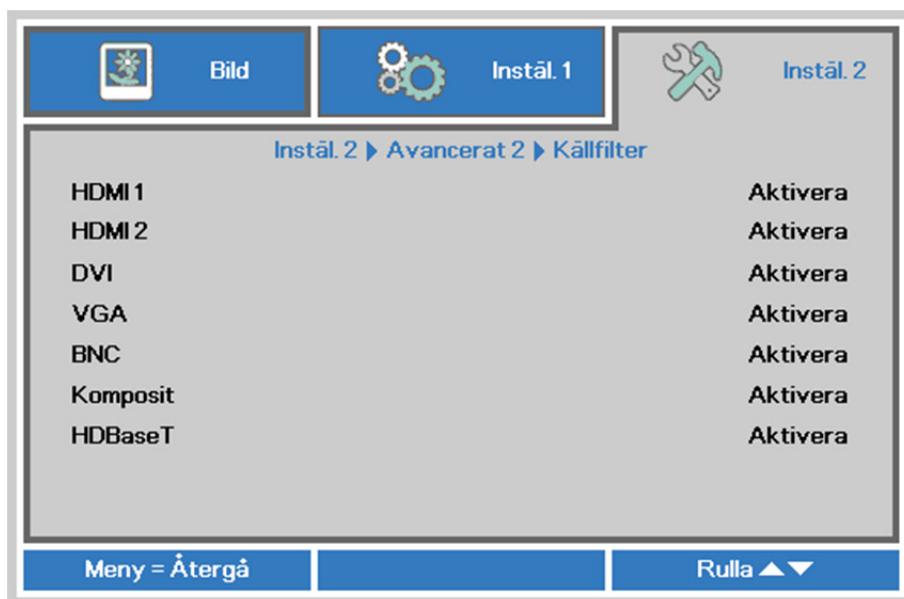 Bild
Instäl. 1
Instäl. 2
Instäl. 2 ▶ Avancerat 2 ▶ Källfilter
HDMI 1 Aktivera
HDMI 2 Aktivera
DVI Aktivera
VGA Aktivera
BNC Aktivera
Komposit Aktivera
HDBaseT Aktivera
Meny = Återgå
Rulla ▲▼